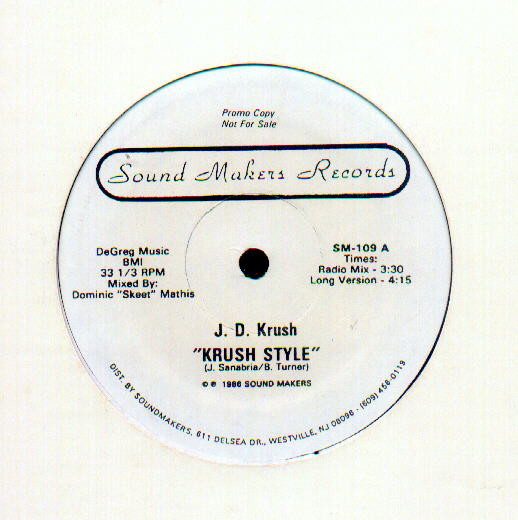 Promo Copy
Not For Sale
Sound Makers Records
DeGreg Music
BMI
33 1/3 RPM
Mixed By:
Dominic "Skeet" Mathis
SM-109 A
Times:
Radio Mix - 3:30
Long Version - 4:15
J. D. Krush
"KRUSH STYLE"
(J. Sanabria/B. Turner)
© ℗ 1986 SOUND MAKERS
DIST. BY SOUNDMAKERS, 611 DELSEA DR., WESTVILLE, NJ 08096 - (609) 456-0119